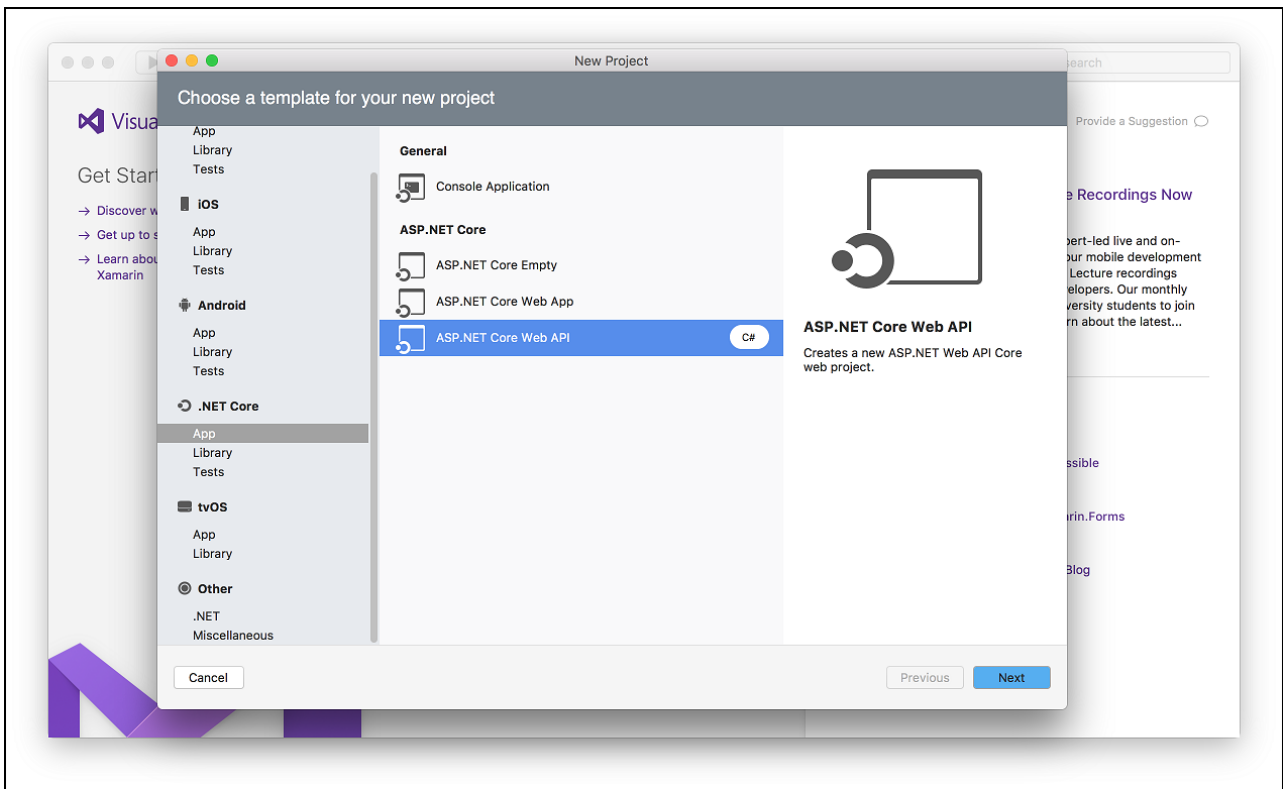 New Project
search
Choose a template for your new project
Provide a Suggestion
Get Star
→ Discover w
→ Get up to s
→ Learn abou
Xamarin
App
Library
Tests
iOS
App
Library
Tests
Android
App
Library
Tests
.NET Core
App
Library
Tests
tvOS
App
Library
Other
.NET
Miscellaneous
General
Console Application
ASP.NET Core
ASP.NET Core Empty
ASP.NET Core Web App
ASP.NET Core Web API
C#
ASP.NET Core Web API
Creates a new ASP.NET Web API Core
web project.
e Recordings Now
pert-led live and on-
our mobile development
Lecture recordings
velopers. Our monthly
versity students to join
rn about the latest...
ssible
arin.Forms
Blog
Cancel
Previous
Next